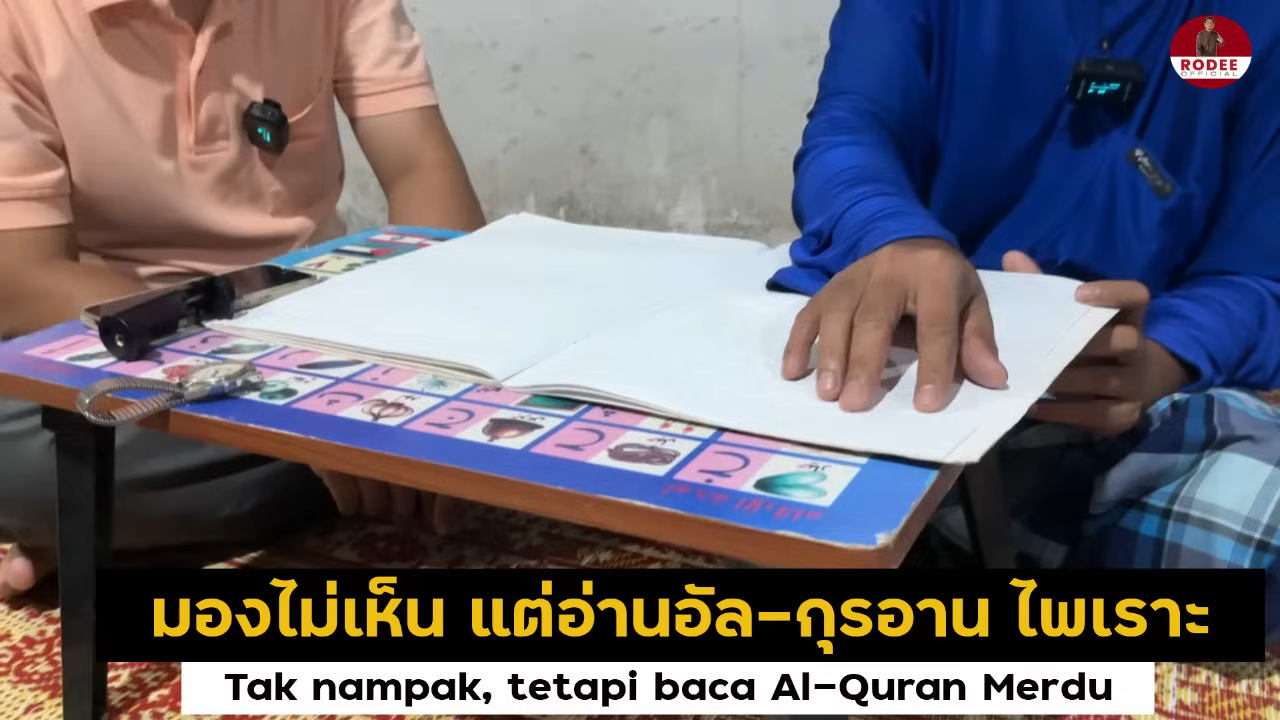 RODEE
OFFICIAL
มองไม่เห็น แต่อ่านอัล-กุรอาน ไพเราะ
Tak nampak, tetapi baca Al-Quran Merdu